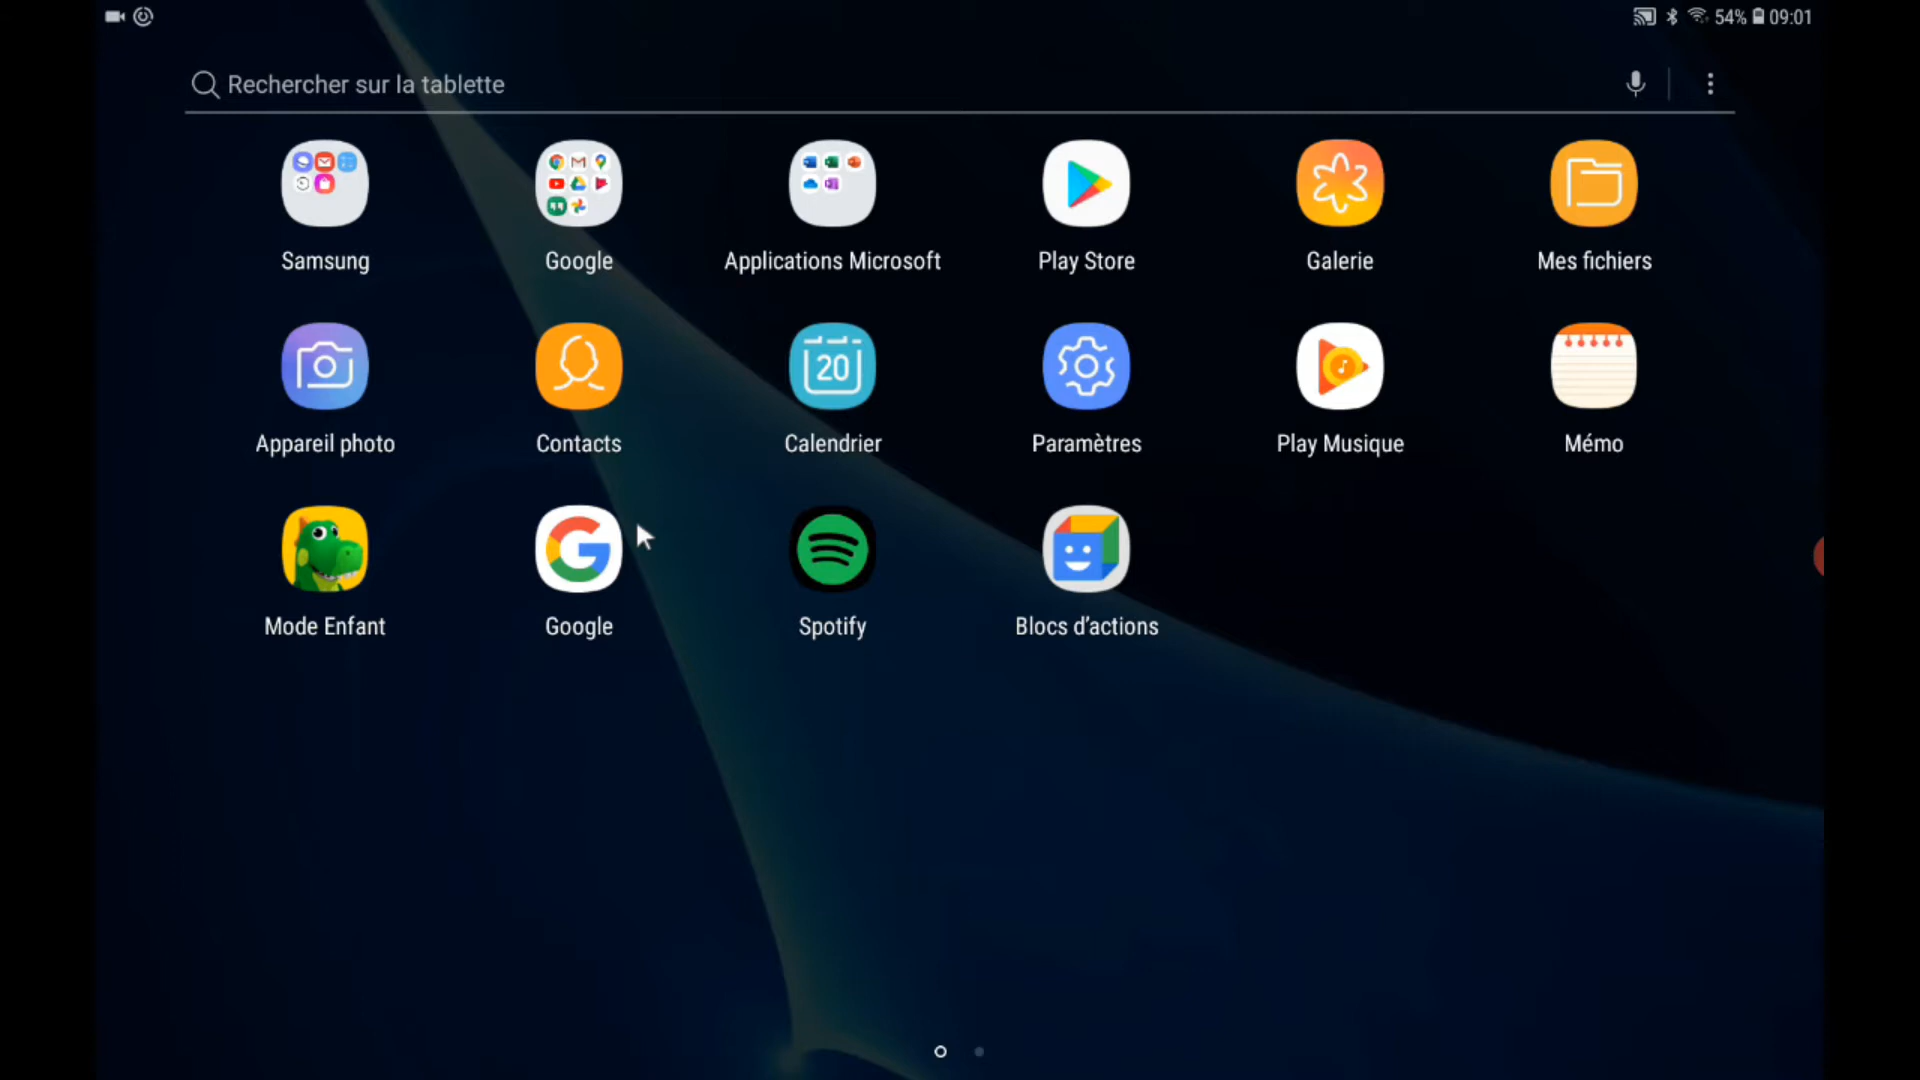 54% 09:01
Rechercher sur la tablette
Samsung
Google
Applications Microsoft
Play Store
Galerie
Mes fichiers
20
Appareil photo
Contacts
Calendrier
Paramètres
Play Musique
Mémo
Mode Enfant
Google
Spotify
Blocs d’actions